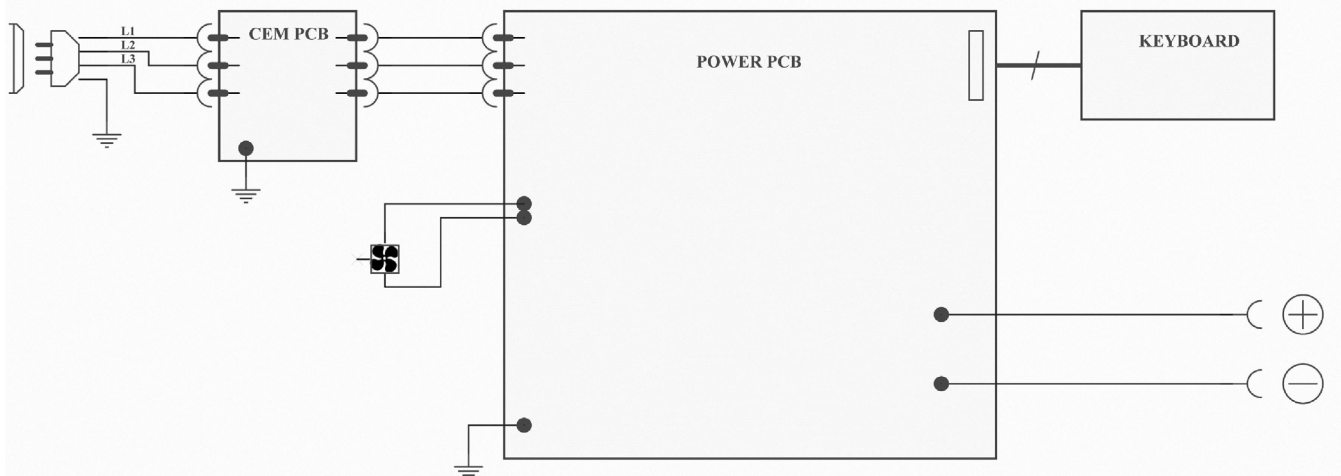 L1
L2
L3
CEM PCB
POWER PCB
KEYBOARD